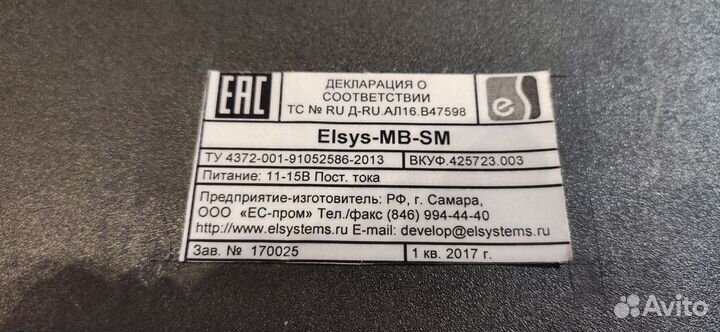 EAC
ДЕКЛАРАЦИЯ О
СООТВЕТСТВИИ
ТС № RU Д-RU.АЛ16.В47598
eS
Elsys-MB-SM
ТУ 4372-001-91052586-2013
ВКУФ.425723.003
Питание: 11-15В Пост. тока
Предприятие-изготовитель: РФ, г. Самара,
ООО «ЕС-пром» Тел./факс (846) 994-44-40
http://www.elsystems.ru E-mail: develop@elsystems.ru
Зав. № 170025
1 кв. 2017 г.
Avito